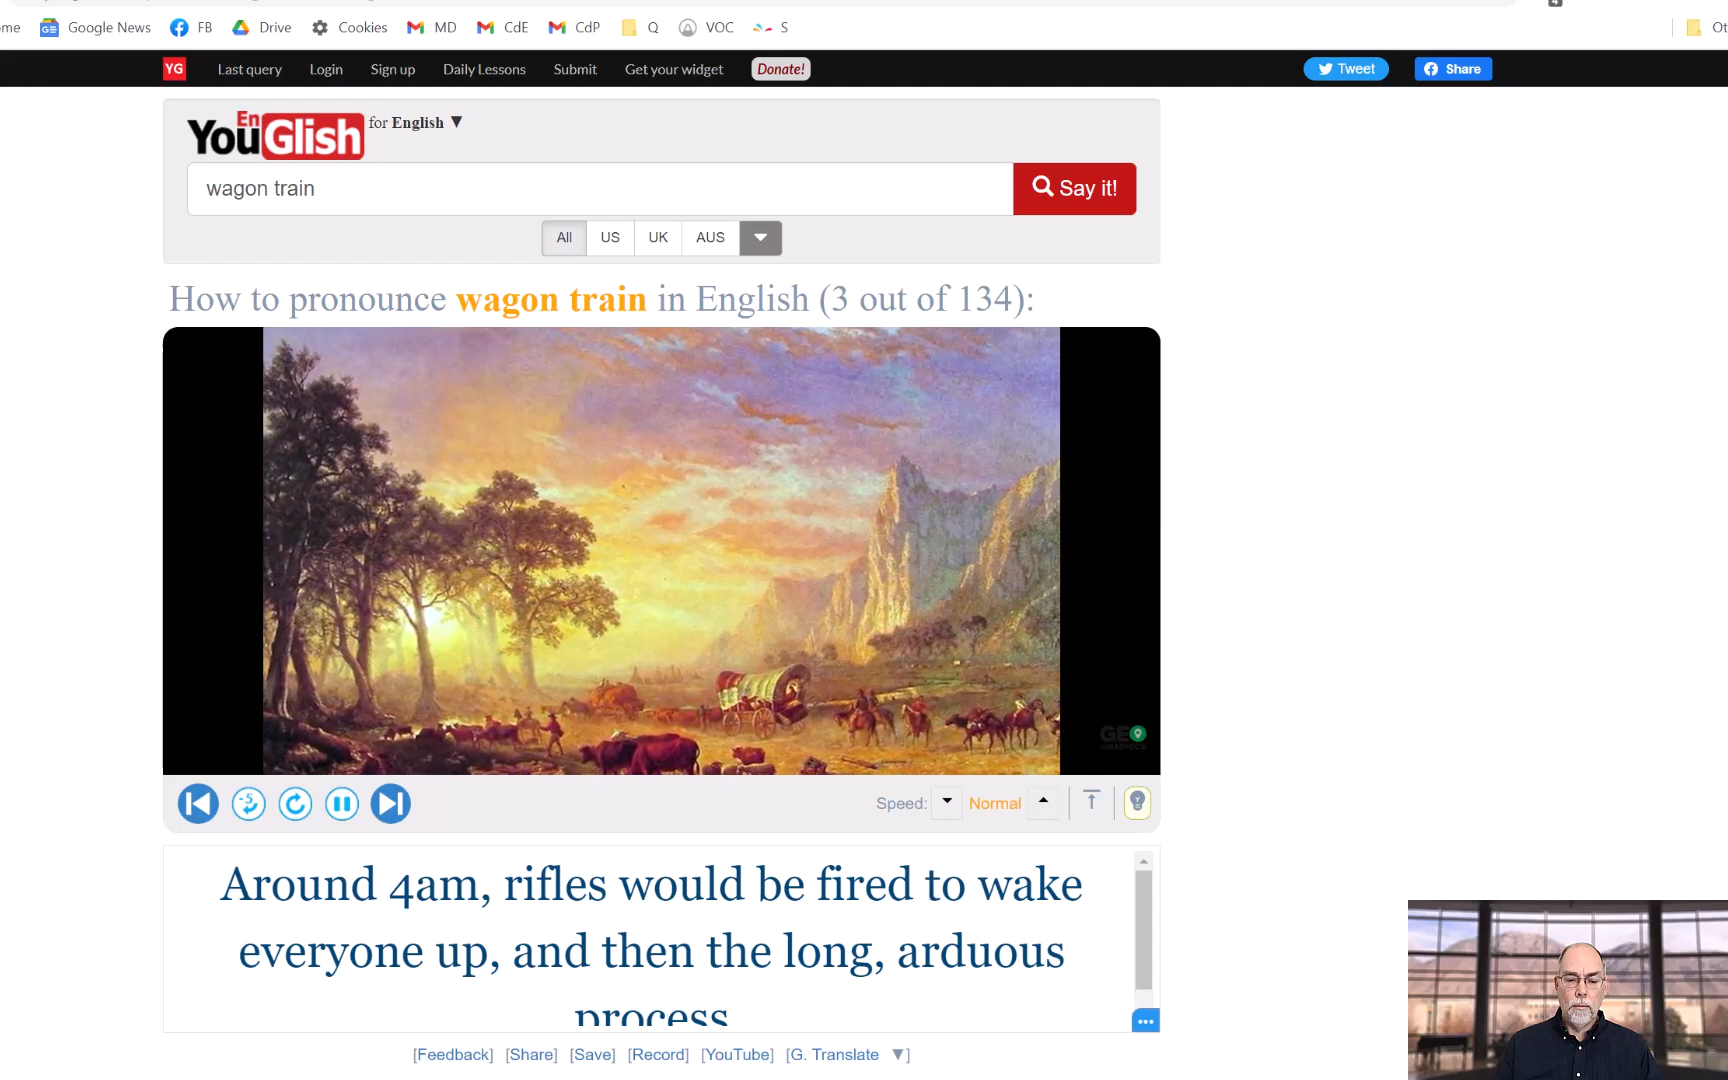 me Google News FB Drive Cookies MD CdE CdP Q VOC S Ot
YG Last query Login Sign up Daily Lessons Submit Get your widget Donate! Tweet Share
YouGlish En for English ▼
wagon train Say it!
All US UK AUS
How to pronounce wagon train in English (3 out of 134):
GEO
GRAPHICS
-5 Speed: Normal
Around 4am, rifles would be fired to wake
everyone up, and then the long, arduous
process
[Feedback] [Share] [Save] [Record] [YouTube] [G. Translate ▼]